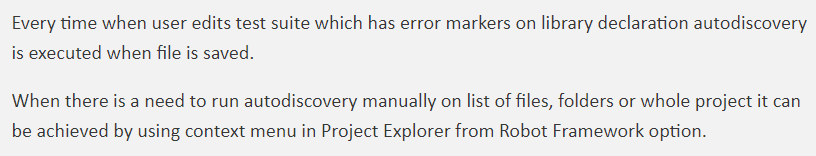 Every time when user edits test suite which has error markers on library declaration autodiscovery
is executed when file is saved.
When there is a need to run autodiscovery manually on list of files, folders or whole project it can
be achieved by using context menu in Project Explorer from Robot Framework option.